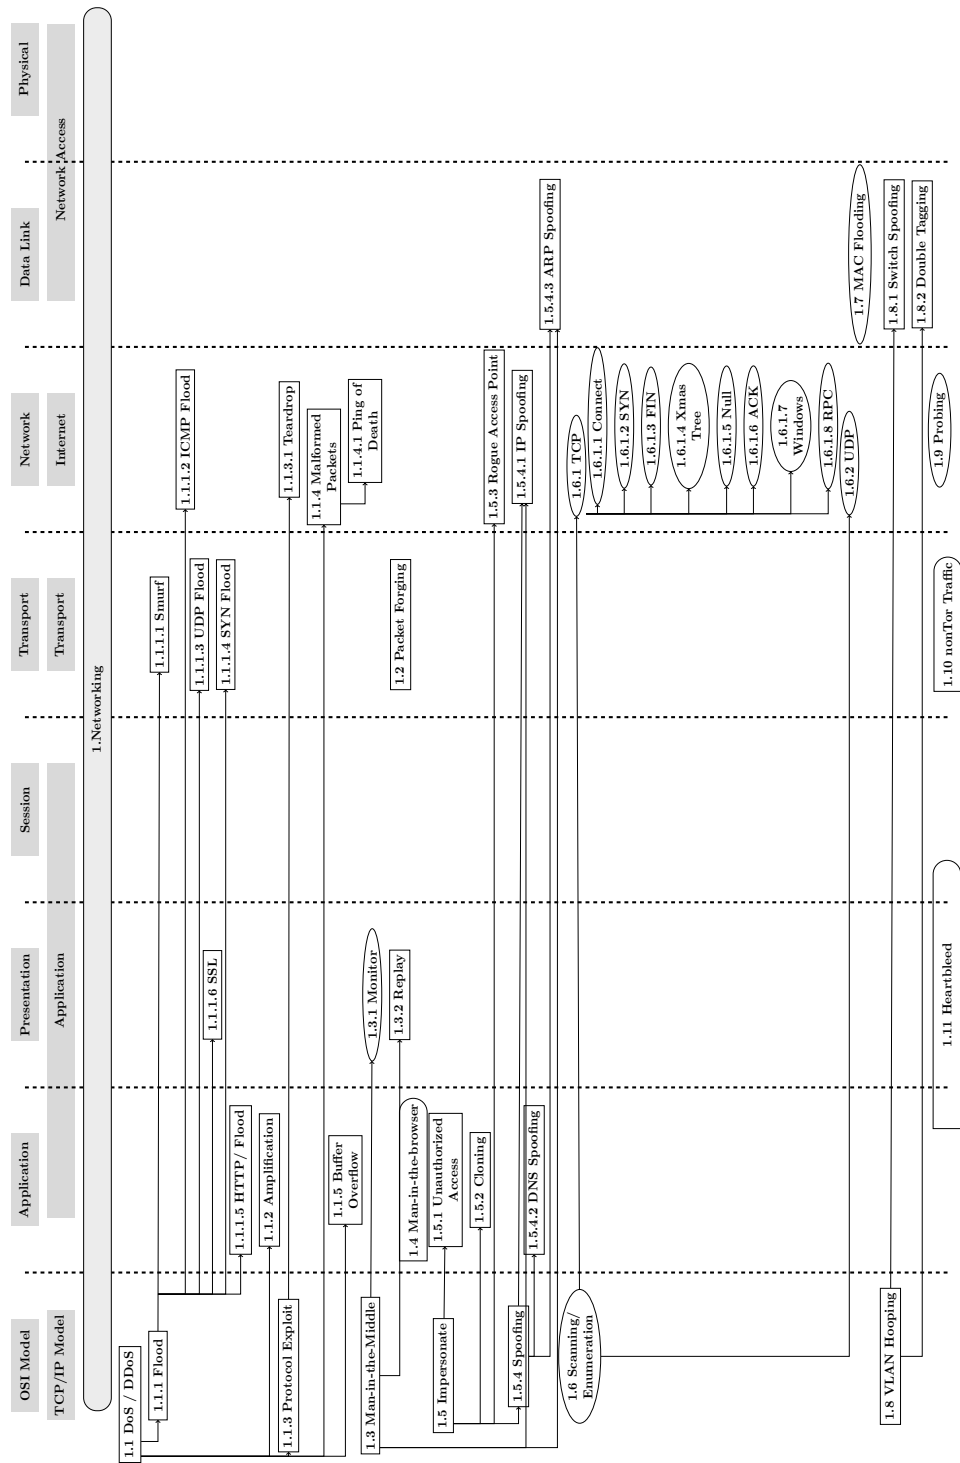 OSI Model
Application
Presentation
Session
Transport
Network
Data Link
Physical
TCP/IP Model
Application
Transport
Internet
Network Access
1.Networking
1.1 DoS / DDoS
1.1.1 Flood
1.1.1.1 Smurf
1.1.1.2 ICMP Flood
1.1.1.3 UDP Flood
1.1.1.6 SSL
1.1.1.4 SYN Flood
1.1.1.5 HTTP/ Flood
1.1.2 Amplification
1.1.3 Protocol Exploit
1.1.3.1 Teardrop
1.1.4 Malformed
Packets
1.1.5 Buffer
Overflow
1.1.4.1 Ping of
Death
1.3 Man-in-the-Middle
1.3.1 Monitor
1.3.2 Replay
1.2 Packet Forging
1.4 Man-in-the-browser
1.5 Impersonate
1.5.1 Unauthorized
Access
1.5.2 Cloning
1.5.3 Rogue Access Point
1.5.4 Spoofing
1.5.4.1 IP Spoofing
1.5.4.2 DNS Spoofing
1.5.4.3 ARP Spoofing
1.6 Scanning/
Enumeration
1.6.1 TCP
1.6.1.1 Connect
1.6.1.2 SYN
1.6.1.3 FIN
1.6.1.4 Xmas
Tree
1.6.1.5 Null
1.6.1.6 ACK
1.6.1.7
Windows
1.6.1.8 RPC
1.6.2 UDP
1.7 MAC Flooding
1.8 VLAN Hooping
1.8.1 Switch Spoofing
1.8.2 Double Tagging
1.11 Heartbleed
1.10 nonTor Traffic
1.9 Probing